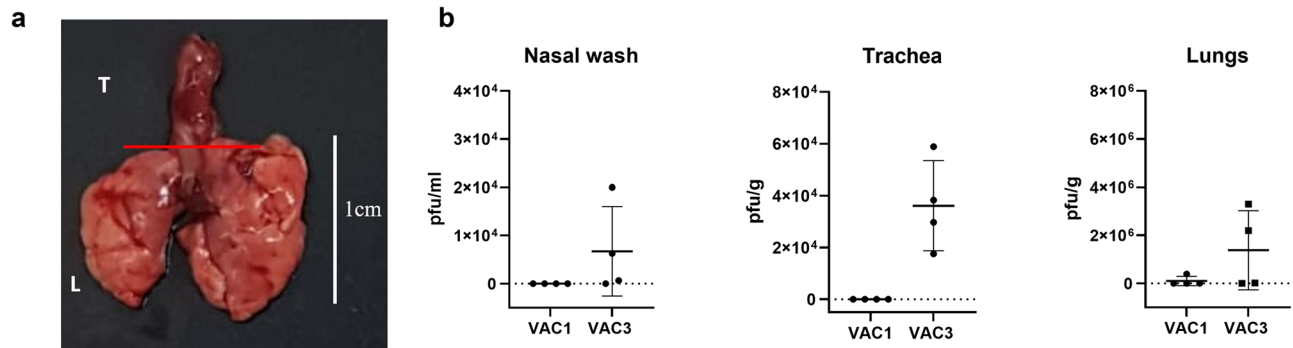 a
T
L
1cm
b
Nasal wash
pfu/ml
4×10⁴
3×10⁴
2×10⁴
1×10⁴
0
VAC1 VAC3
Trachea
pfu/g
8×10⁴
6×10⁴
4×10⁴
2×10⁴
0
VAC1 VAC3
Lungs
pfu/g
8×10⁶
6×10⁶
4×10⁶
2×10⁶
0
VAC1 VAC3